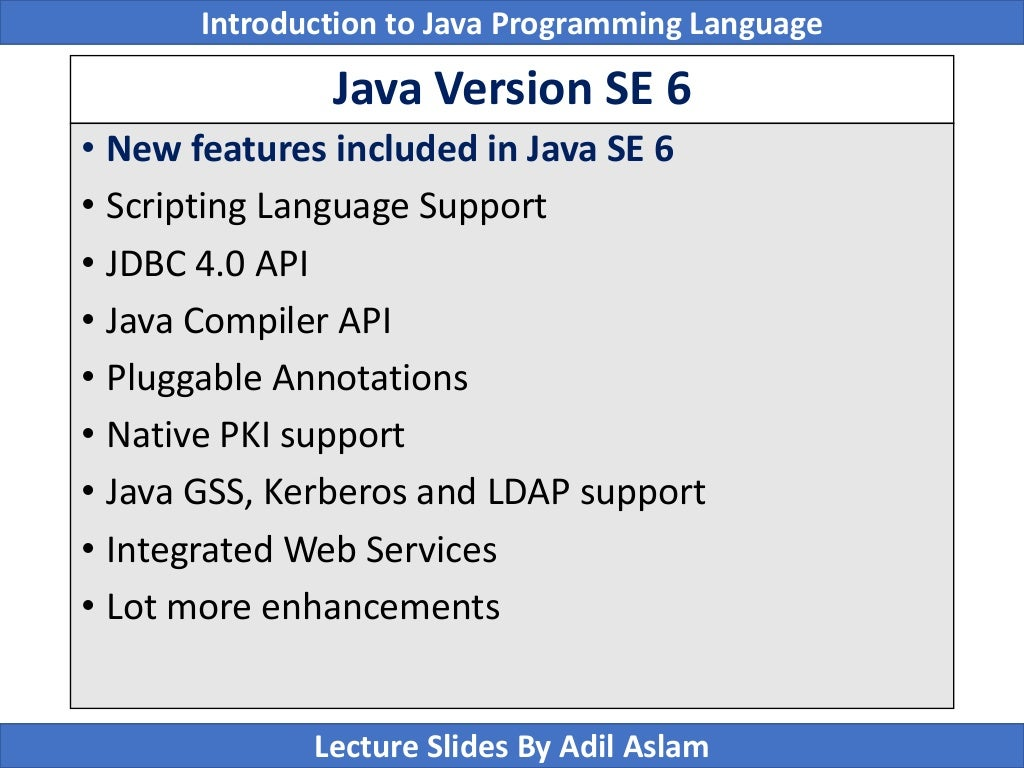 Introduction to Java Programming Language
Java Version SE 6
• New features included in Java SE 6
• Scripting Language Support
• JDBC 4.0 API
• Java Compiler API
• Pluggable Annotations
• Native PKI support
• Java GSS, Kerberos and LDAP support
• Integrated Web Services
• Lot more enhancements
Lecture Slides By Adil Aslam